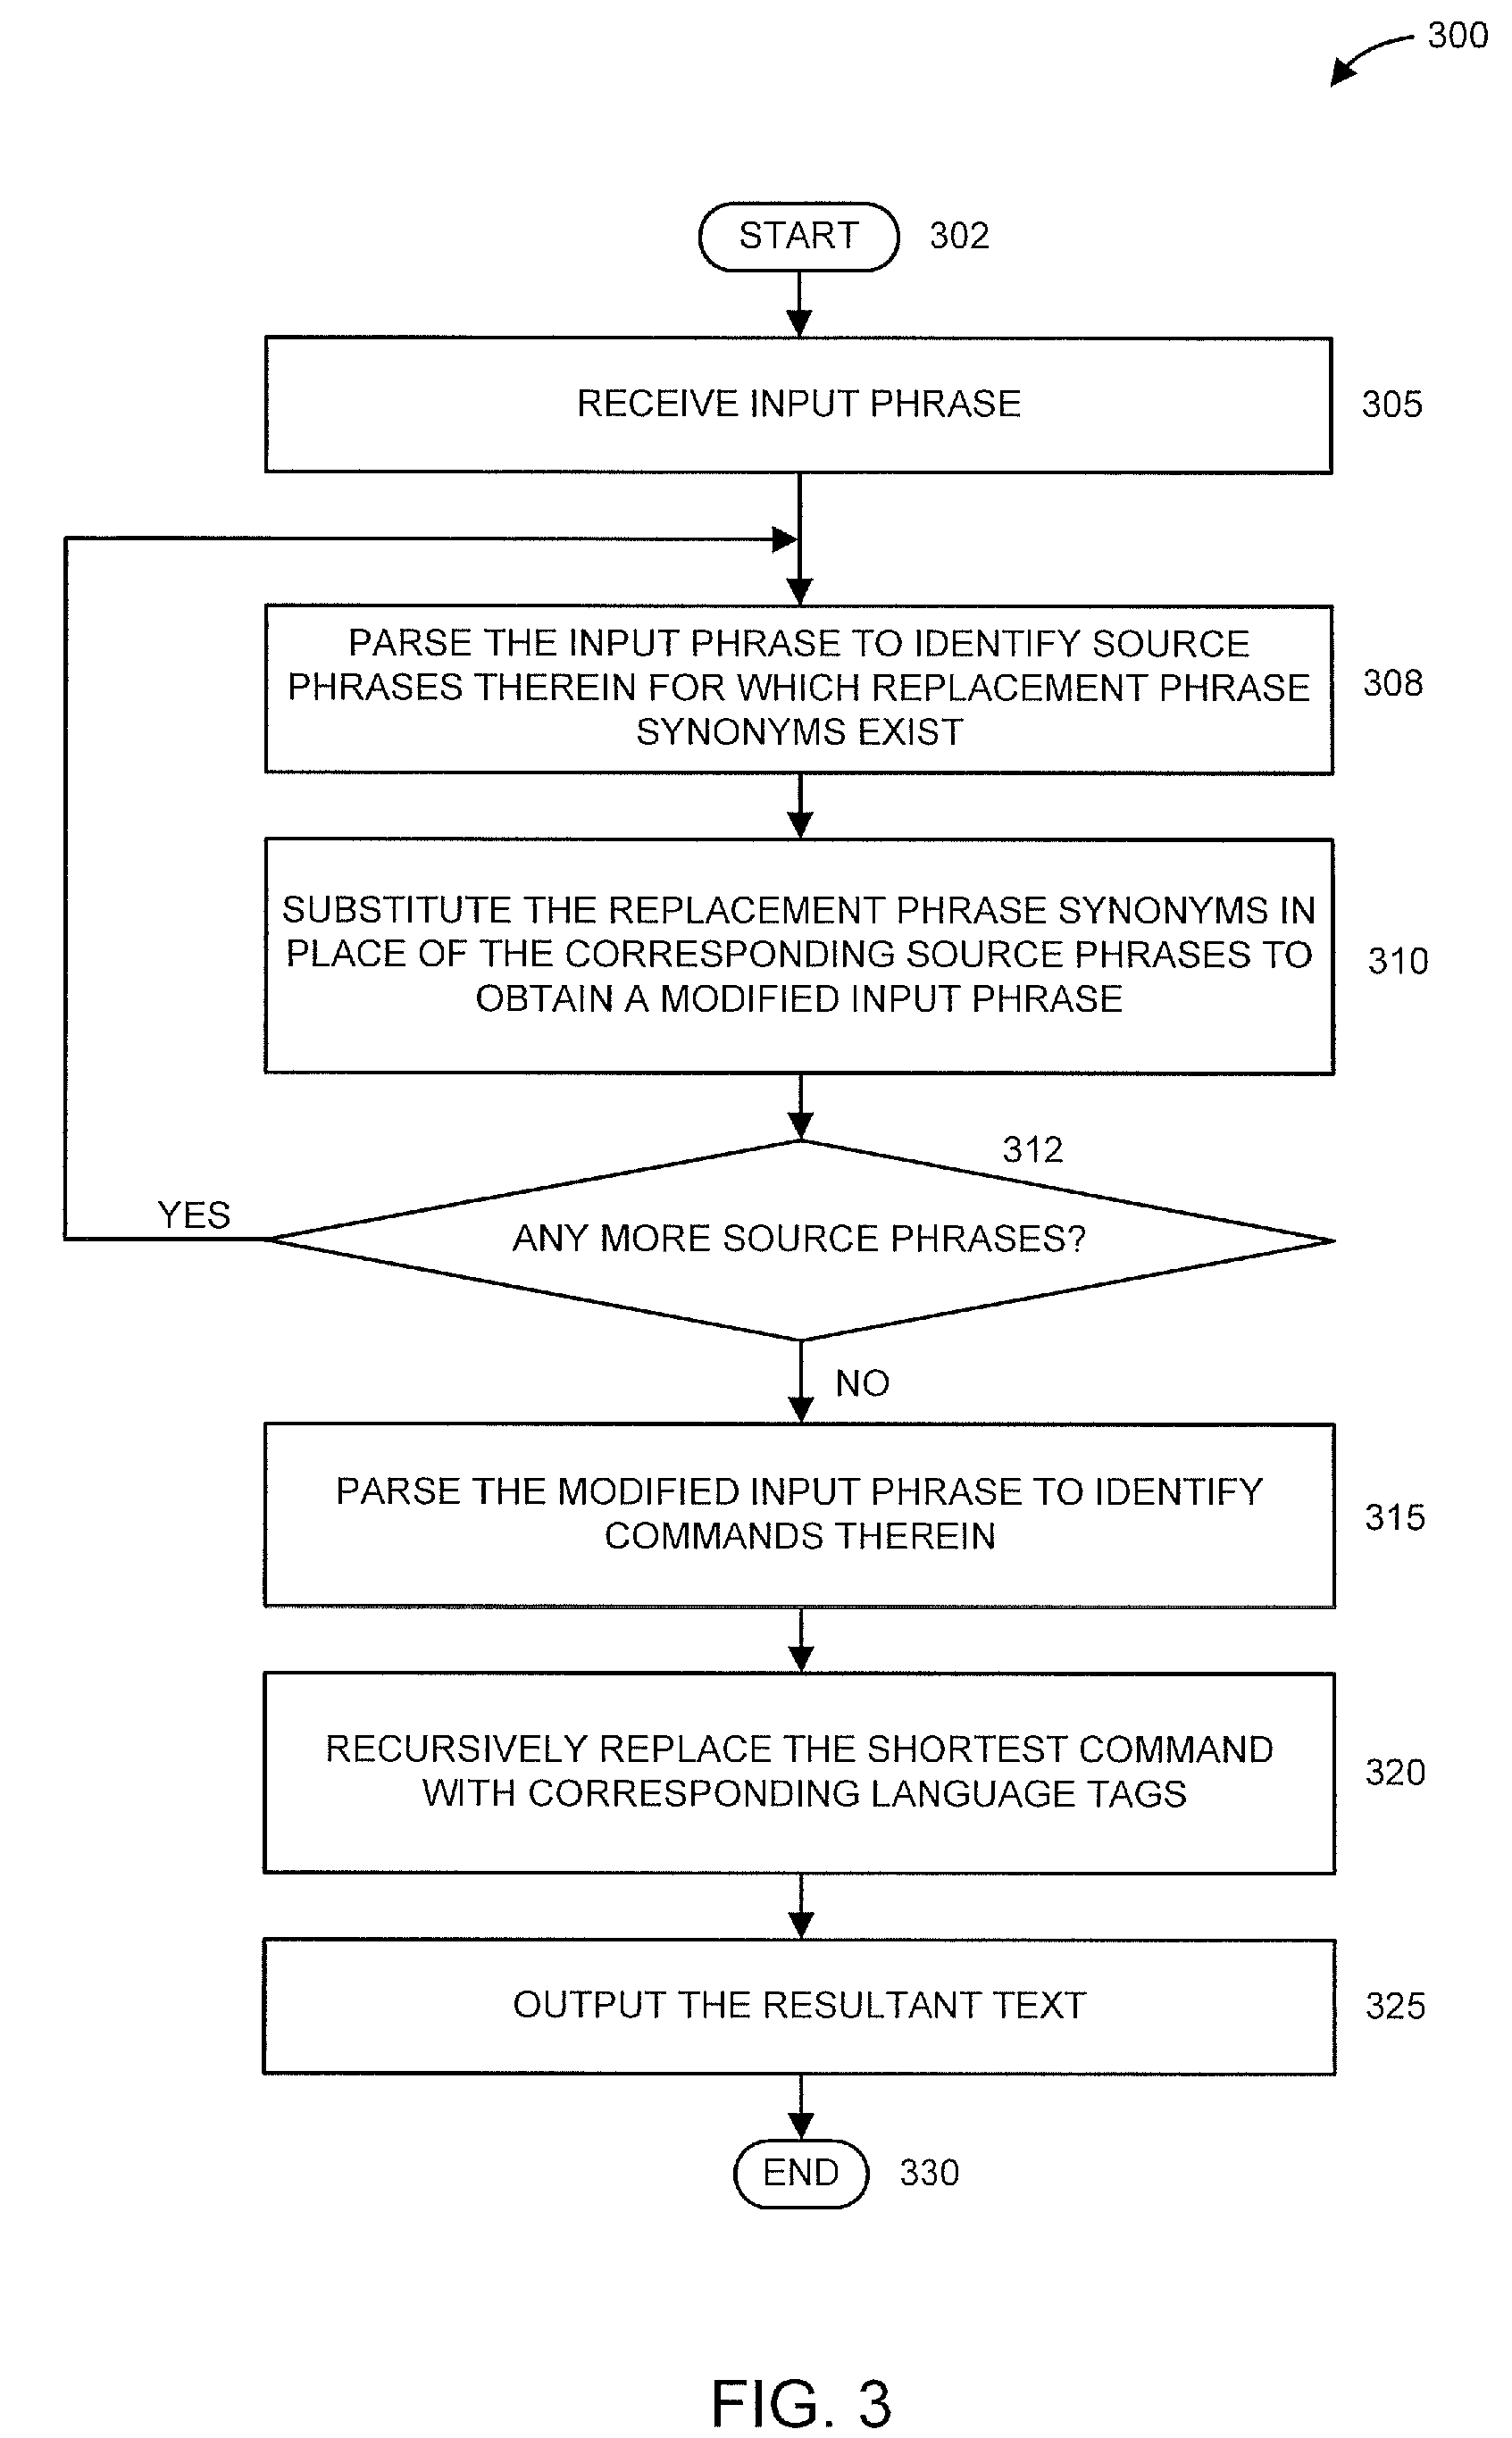 300
START 302
RECEIVE INPUT PHRASE 305
PARSE THE INPUT PHRASE TO IDENTIFY SOURCE
PHRASES THEREIN FOR WHICH REPLACEMENT PHRASE 308
SYNONYMS EXIST
SUBSTITUTE THE REPLACEMENT PHRASE SYNONYMS IN
PLACE OF THE CORRESPONDING SOURCE PHRASES TO 310
OBTAIN A MODIFIED INPUT PHRASE
312
YES
ANY MORE SOURCE PHRASES?
NO
PARSE THE MODIFIED INPUT PHRASE TO IDENTIFY
COMMANDS THEREIN 315
RECURSIVELY REPLACE THE SHORTEST COMMAND
WITH CORRESPONDING LANGUAGE TAGS 320
OUTPUT THE RESULTANT TEXT 325
END 330
FIG. 3